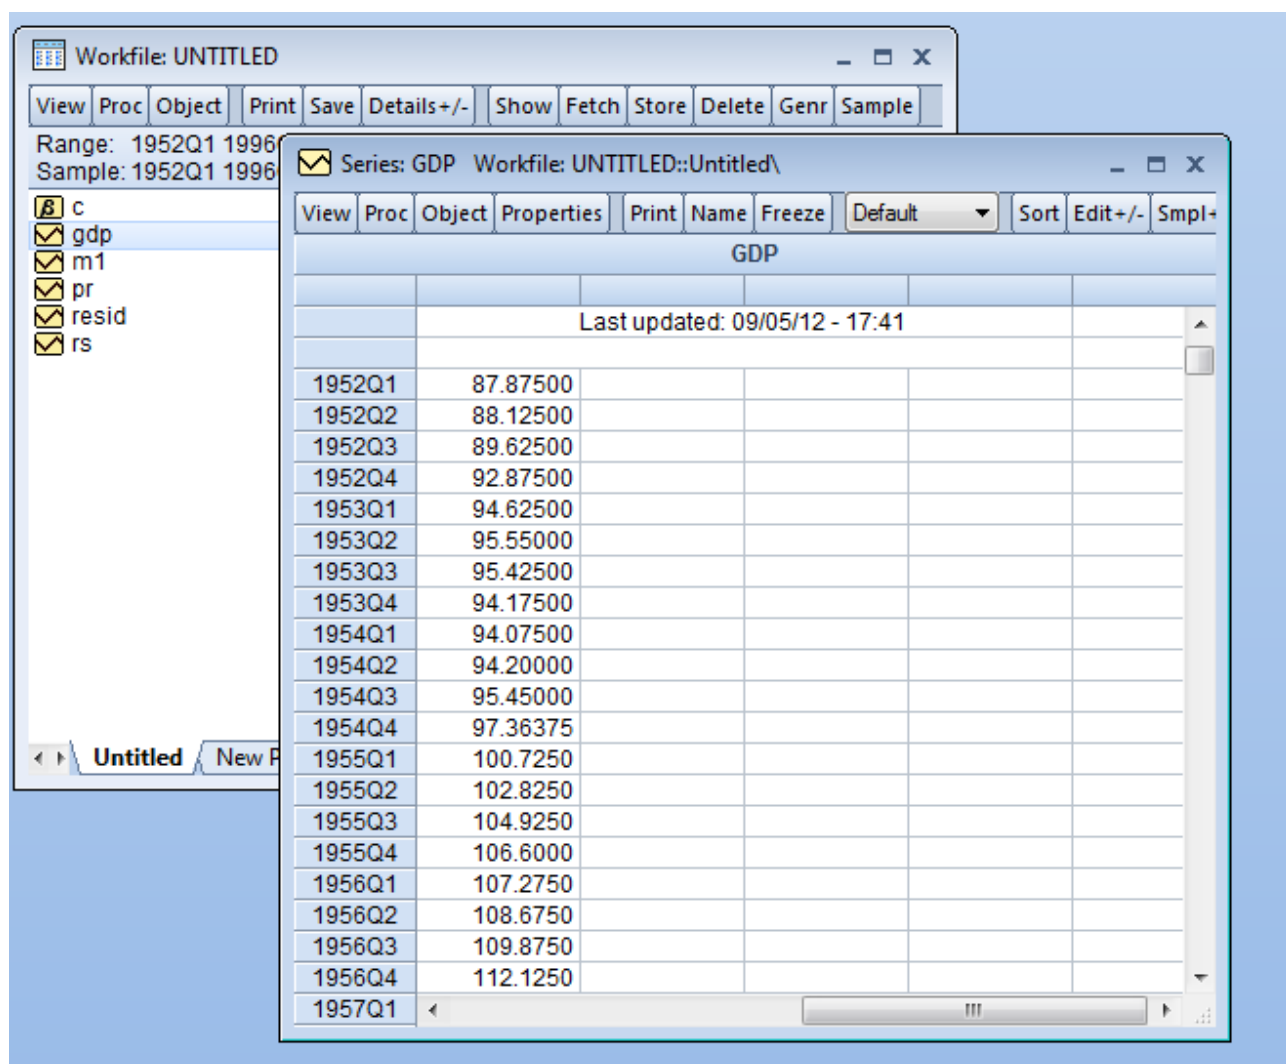 Workfile: UNTITLED
View Proc Object Print Save Details+/- Show Fetch Store Delete Genr Sample
Range: 1952Q1 1996
Sample: 1952Q1 1996
β c
gdp
m1
pr
resid
rs
Untitled New P
Series: GDP Workfile: UNTITLED::Untitled\
View Proc Object Properties Print Name Freeze Default Sort Edit+/- Smpl+
GDP
Last updated: 09/05/12 - 17:41
1952Q1 87.87500
1952Q2 88.12500
1952Q3 89.62500
1952Q4 92.87500
1953Q1 94.62500
1953Q2 95.55000
1953Q3 95.42500
1953Q4 94.17500
1954Q1 94.07500
1954Q2 94.20000
1954Q3 95.45000
1954Q4 97.36375
1955Q1 100.7250
1955Q2 102.8250
1955Q3 104.9250
1955Q4 106.6000
1956Q1 107.2750
1956Q2 108.6750
1956Q3 109.8750
1956Q4 112.1250
1957Q1